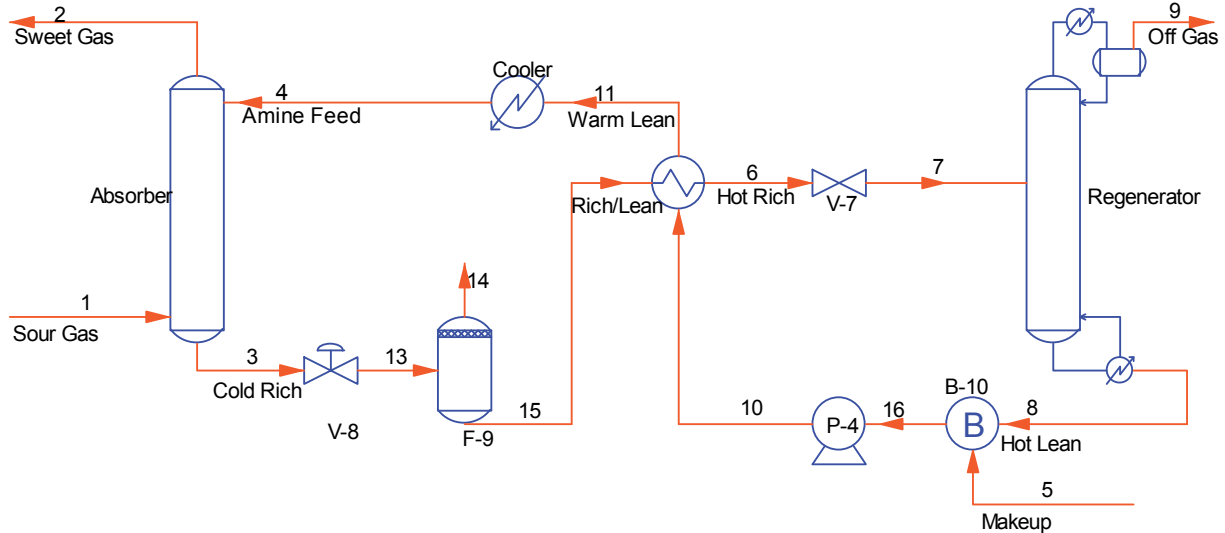 2
Sweet Gas
9
Off Gas
Cooler
4
Amine Feed
11
Warm Lean
Absorber
6
Hot Rich
Rich/Lean
7
V-7
Regenerator
1
Sour Gas
14
3
Cold Rich
13
V-8
15
F-9
10
P-4
16
B-10
B
8
Hot Lean
5
Makeup